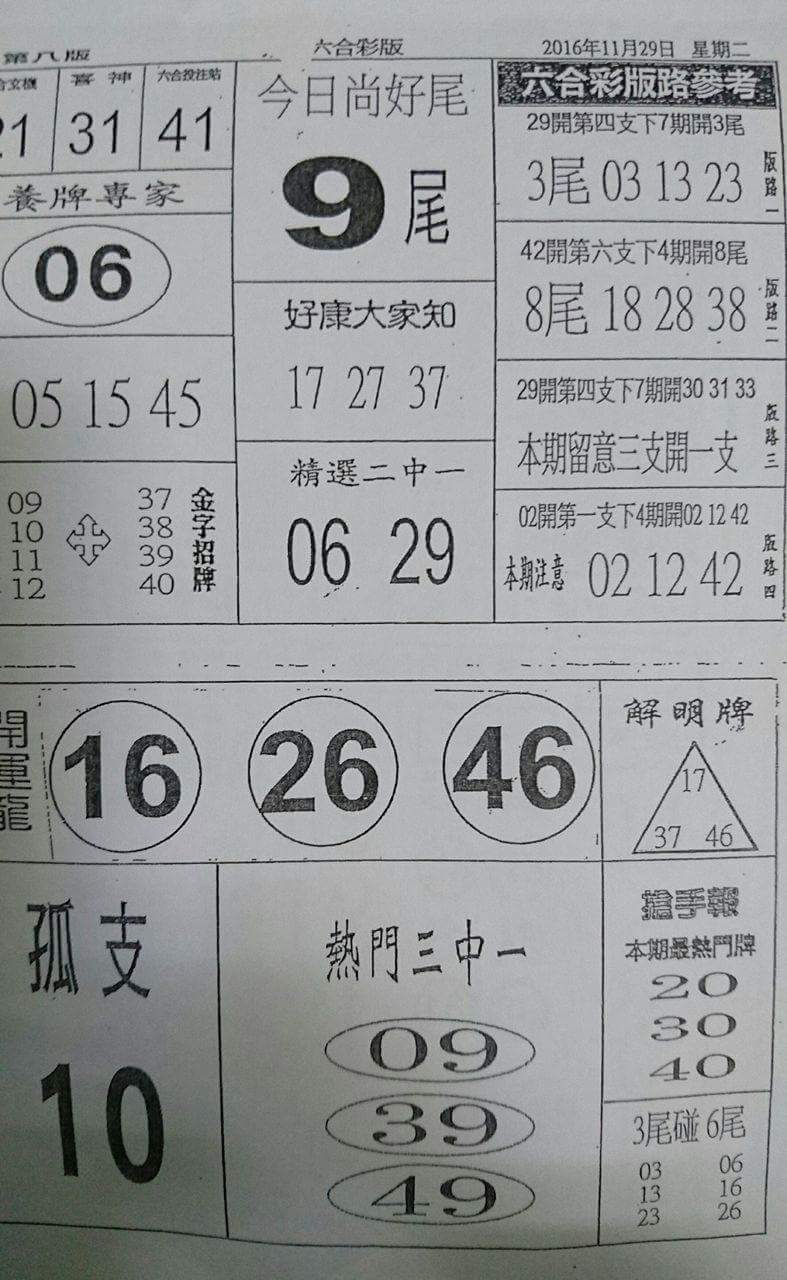 第八版
六合彩版
2016年11月29日 星期二
喜神
六合投注站
21 31 41
養牌專家
06
05 15 45
09
10
11
12
37
38
39
40
金字招牌
今日尚好尾
9尾
好康大家知
17 27 37
精選二中一
06 29
六合彩版路參考
29開第四支下7期開3尾
3尾 03 13 23
版路一
42開第六支下4期開8尾
8尾 18 28 38
版路二
29開第四支下7期開30 31 33
本期留意三支開一支
版路三
02開第一支下4期開02 12 42
本期注意 02 12 42
版路四
開運龍
16 26 46
解明牌
17
37 46
孤支
10
熱門三中一
09
39
49
搶手報
本期最熱門牌
20
30
40
3尾碰6尾
03 06
13 16
23 26